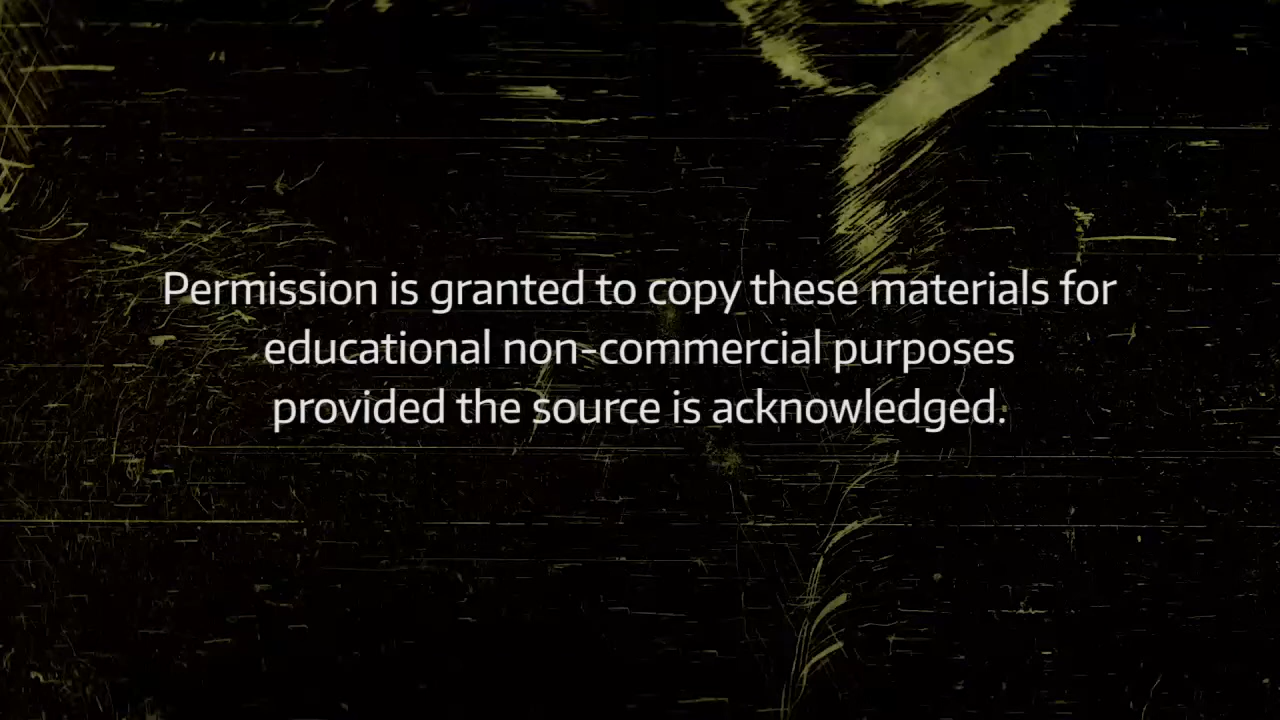 Permission is granted to copy these materials for
educational non-commercial purposes
provided the source is acknowledged.